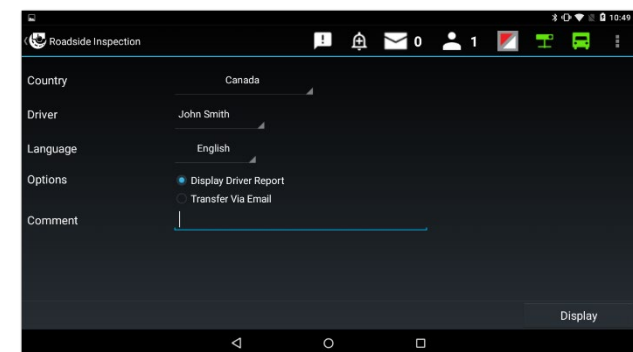 10:49
Roadside Inspection
0
1
Country
Canada
Driver
John Smith
Language
English
Options
Display Driver Report
Transfer Via Email
Comment
Display